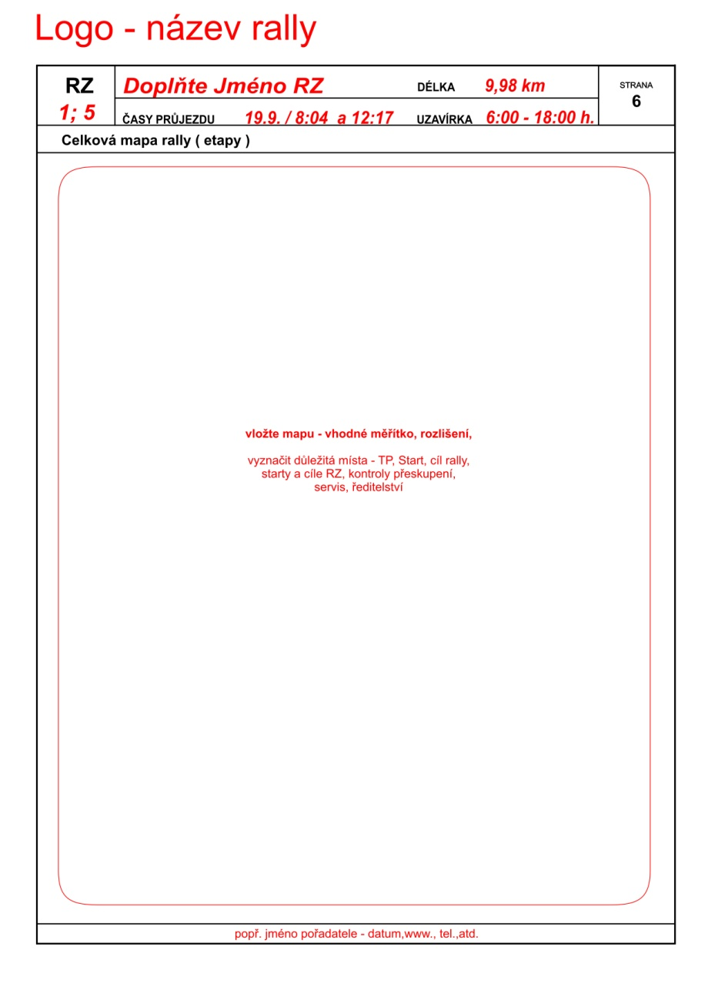 Logo - název rally
RZ
1; 5
Doplňte Jméno RZ
DÉLKA
9,98 km
STRANA
6
ČASY PRŮJEZDU
19.9. / 8:04 a 12:17
UZAVÍRKA
6:00 - 18:00 h.
Celková mapa rally ( etapy )
vložte mapu - vhodné měřítko, rozlišení,
vyznačit důležitá místa - TP, Start, cíl rally,
starty a cíle RZ, kontroly přeskupení,
servis, ředitelství
popř. jméno pořadatele - datum,www., tel.,atd.